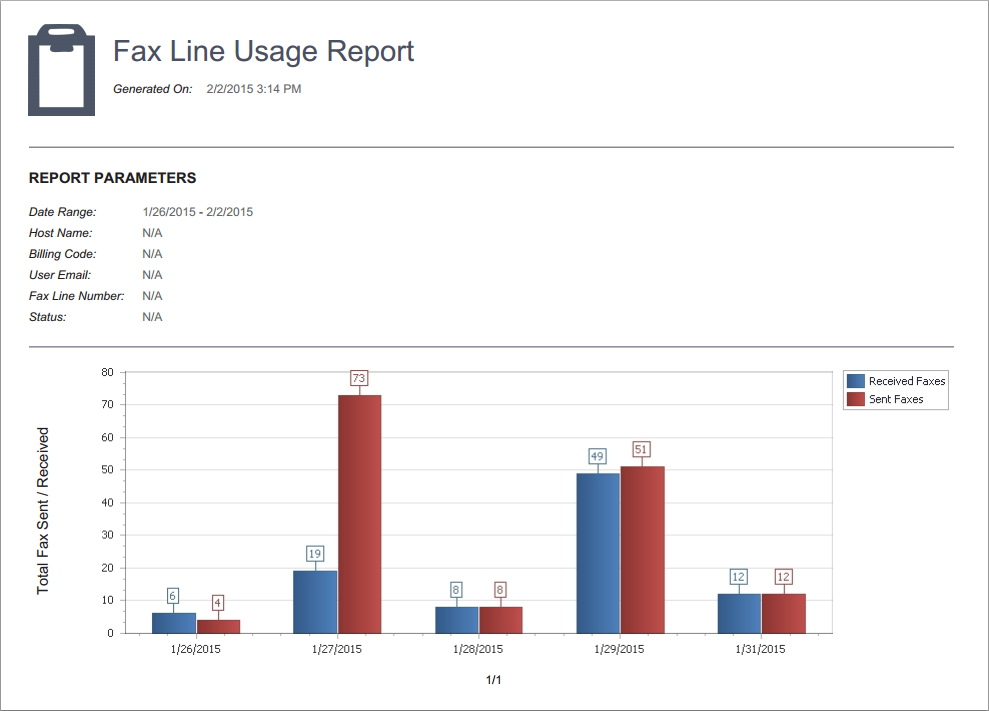 Fax Line Usage Report
Generated On: 2/2/2015 3:14 PM
REPORT PARAMETERS
Date Range: 1/26/2015 - 2/2/2015
Host Name: N/A
Billing Code: N/A
User Email: N/A
Fax Line Number: N/A
Status: N/A
Total Fax Sent / Received
80
70
60
50
40
30
20
10
0
6
4
19
73
8
8
49
51
12
12
1/26/2015
1/27/2015
1/28/2015
1/29/2015
1/31/2015
Received Faxes
Sent Faxes
1/1